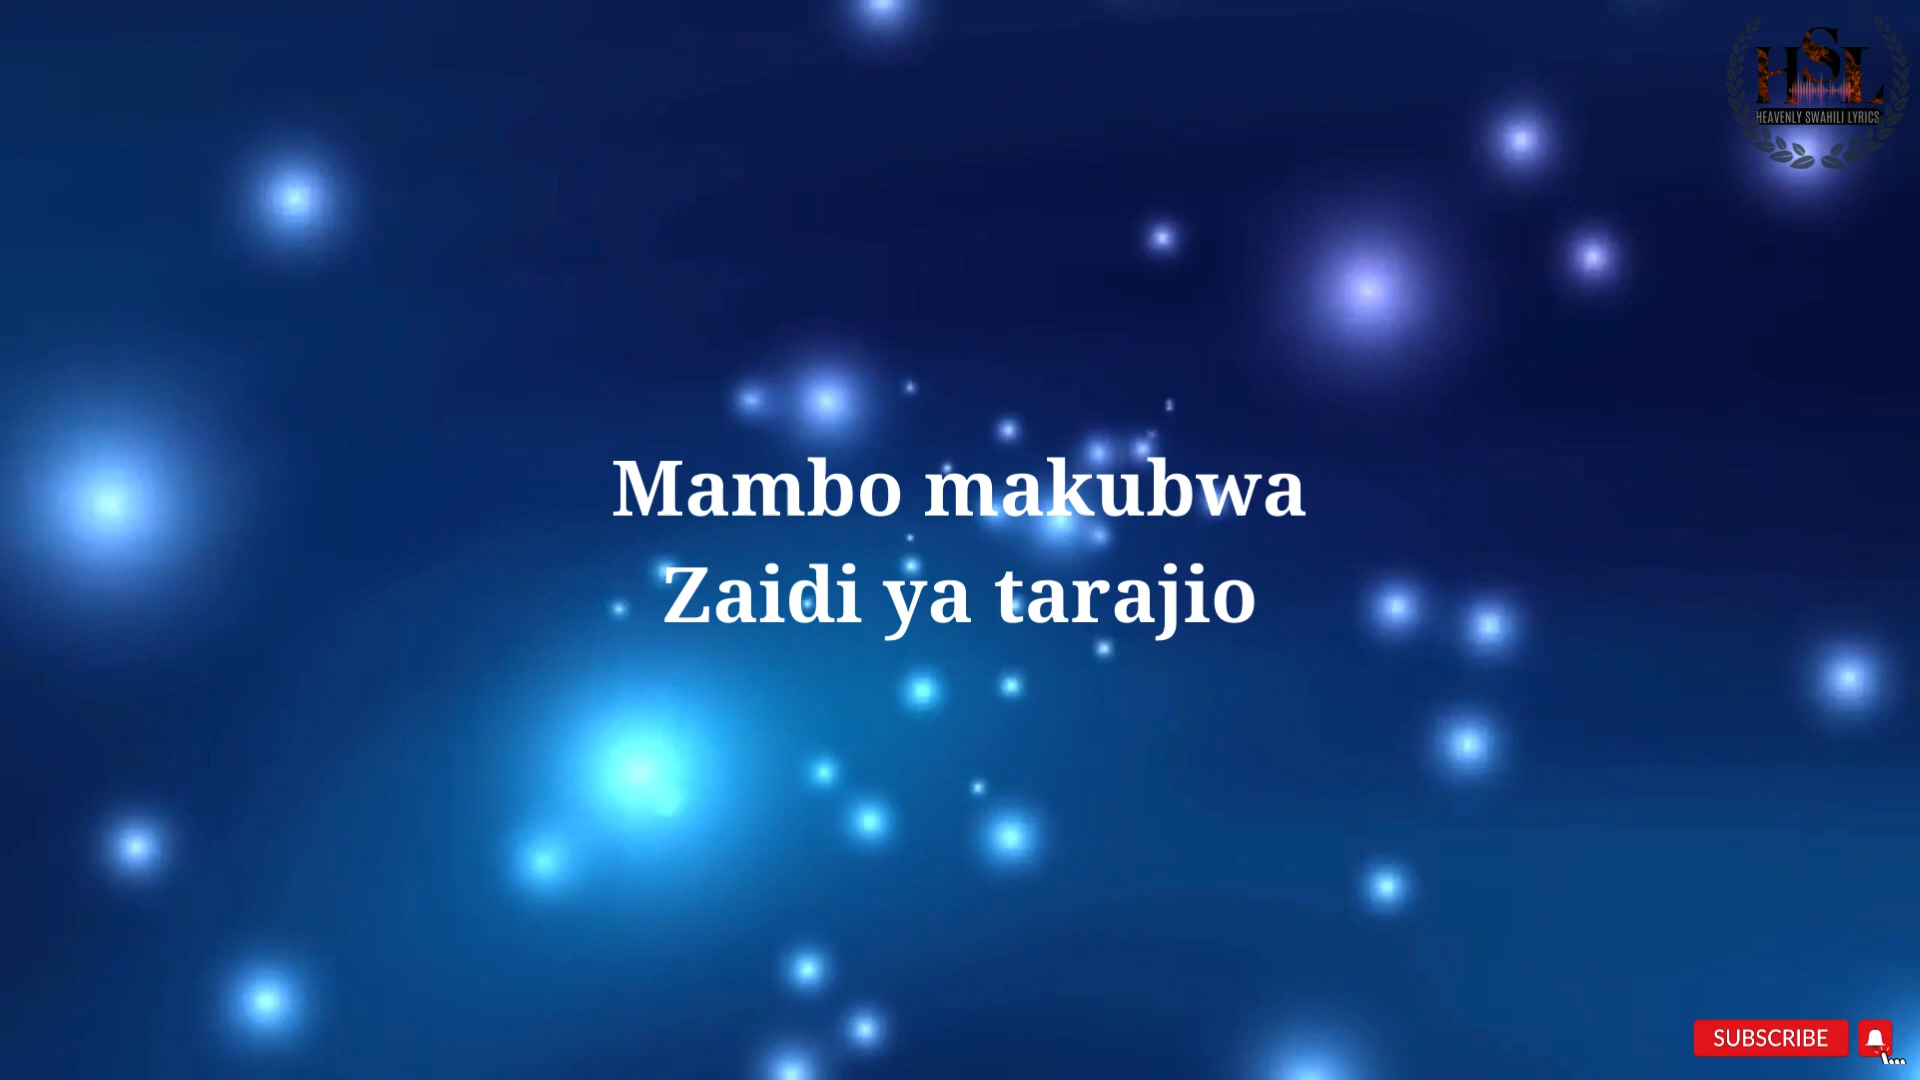 HSL
HEAVENLY SWAHILI LYRICS
Mambo makubwa
Zaidi ya tarajio
SUBSCRIBE